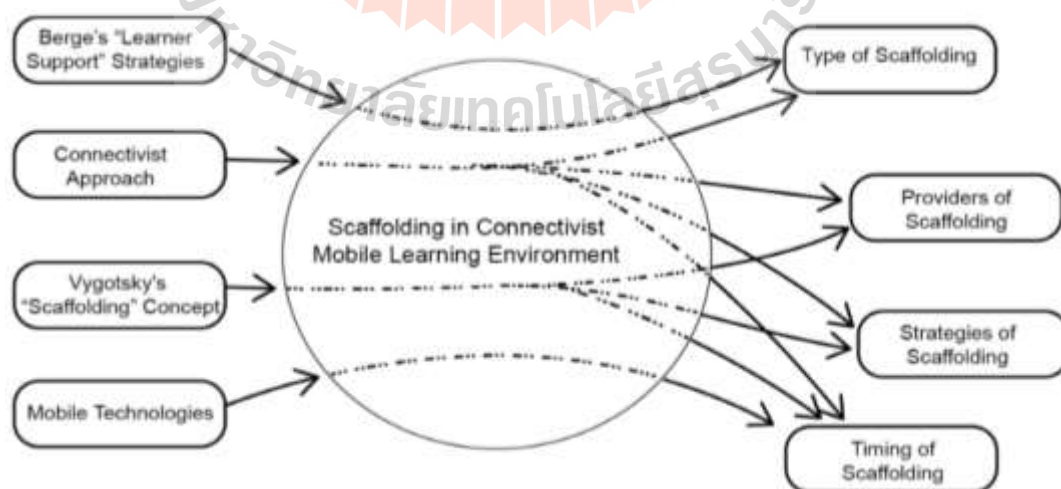 Berge's "Learner
Support" Strategies
Connectivist
Approach
Vygotsky's
"Scaffolding" Concept
Mobile Technologies
Scaffolding in Connectivist
Mobile Learning Environment
Type of Scaffolding
Providers of
Scaffolding
Strategies of
Scaffolding
Timing of
Scaffolding